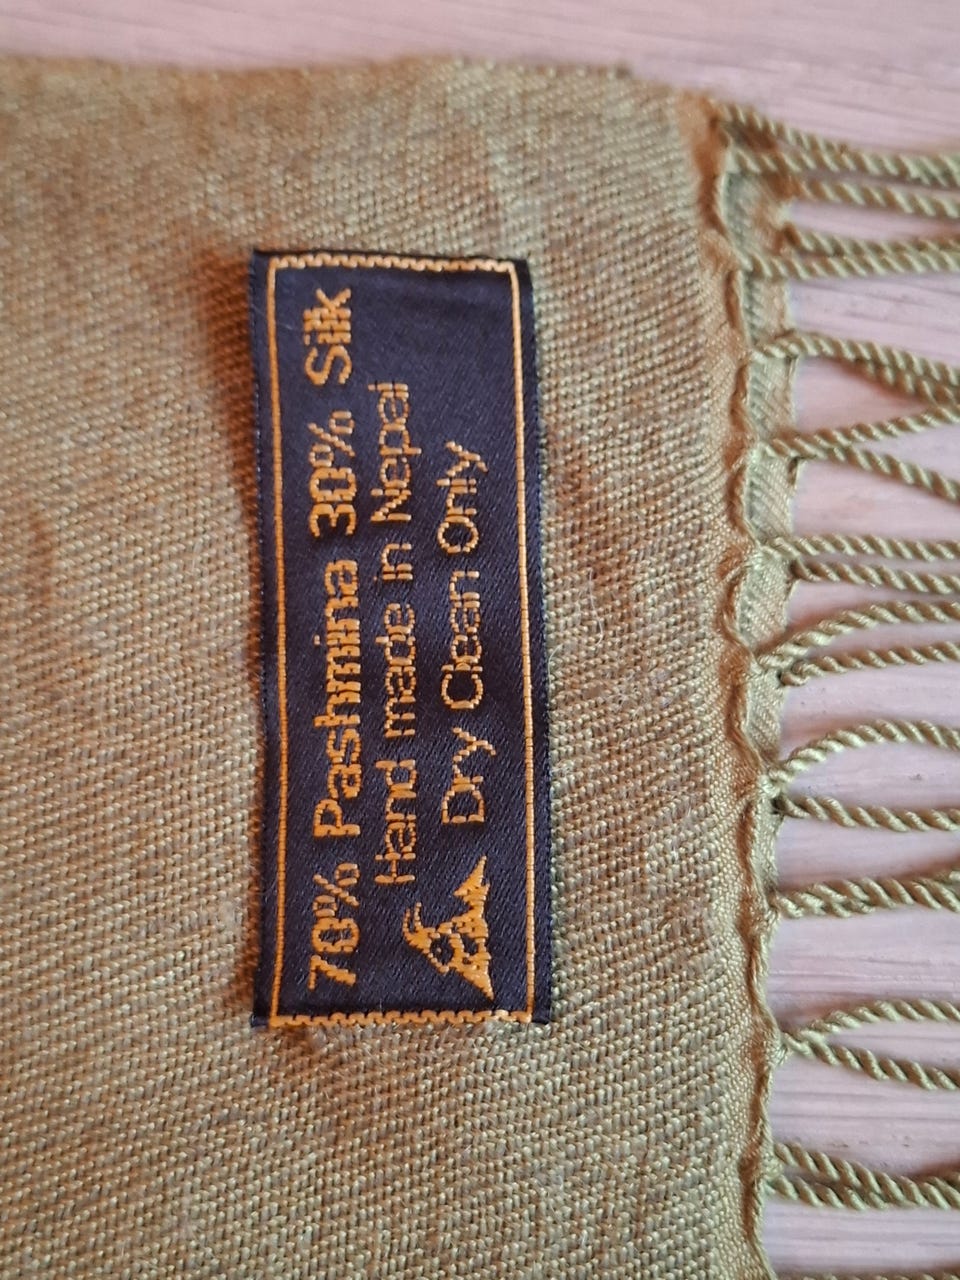 70% Pashmina 30% Silk
Hand made in Nepal
Dry Clean only